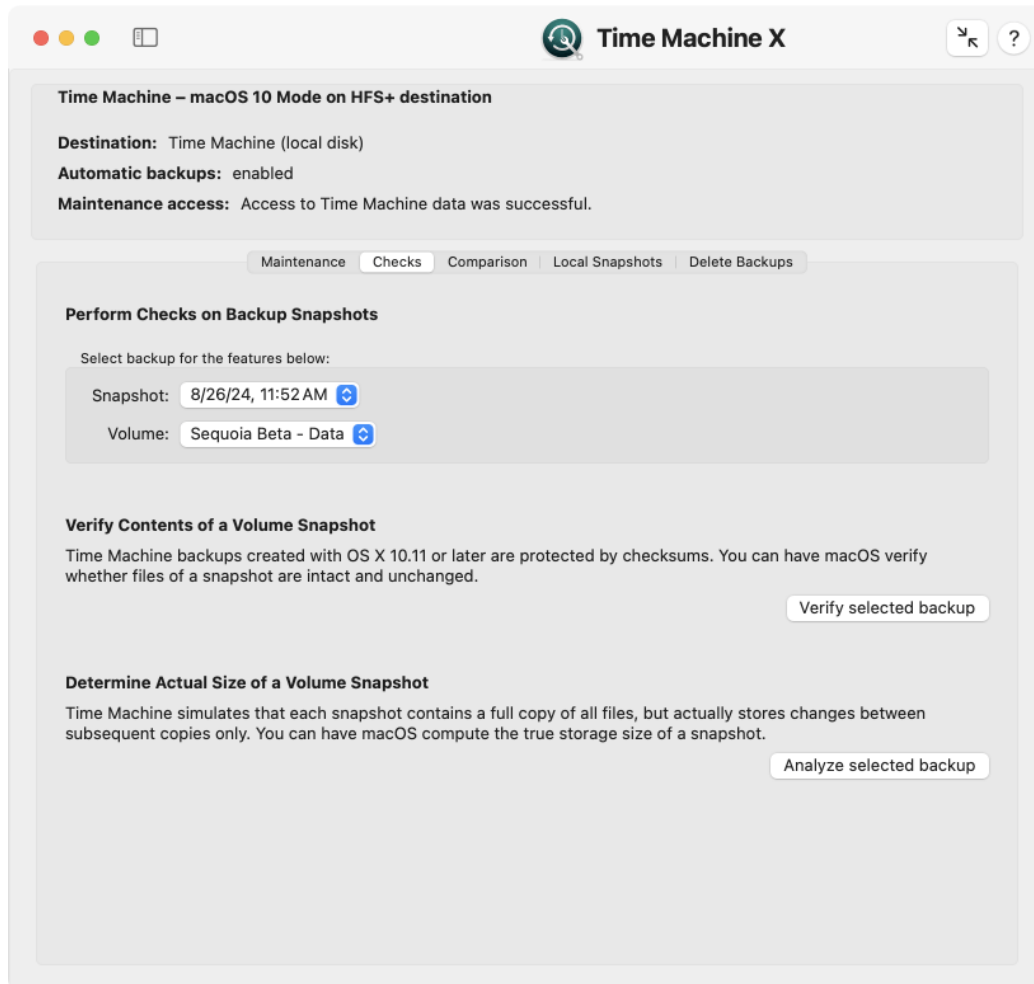 Time Machine X
?
Time Machine – macOS 10 Mode on HFS+ destination
Destination: Time Machine (local disk)
Automatic backups: enabled
Maintenance access: Access to Time Machine data was successful.
Maintenance Checks Comparison Local Snapshots Delete Backups
Perform Checks on Backup Snapshots
Select backup for the features below:
Snapshot: 8/26/24, 11:52 AM
Volume: Sequoia Beta - Data
Verify Contents of a Volume Snapshot
Time Machine backups created with OS X 10.11 or later are protected by checksums. You can have macOS verify
whether files of a snapshot are intact and unchanged.
Verify selected backup
Determine Actual Size of a Volume Snapshot
Time Machine simulates that each snapshot contains a full copy of all files, but actually stores changes between
subsequent copies only. You can have macOS compute the true storage size of a snapshot.
Analyze selected backup